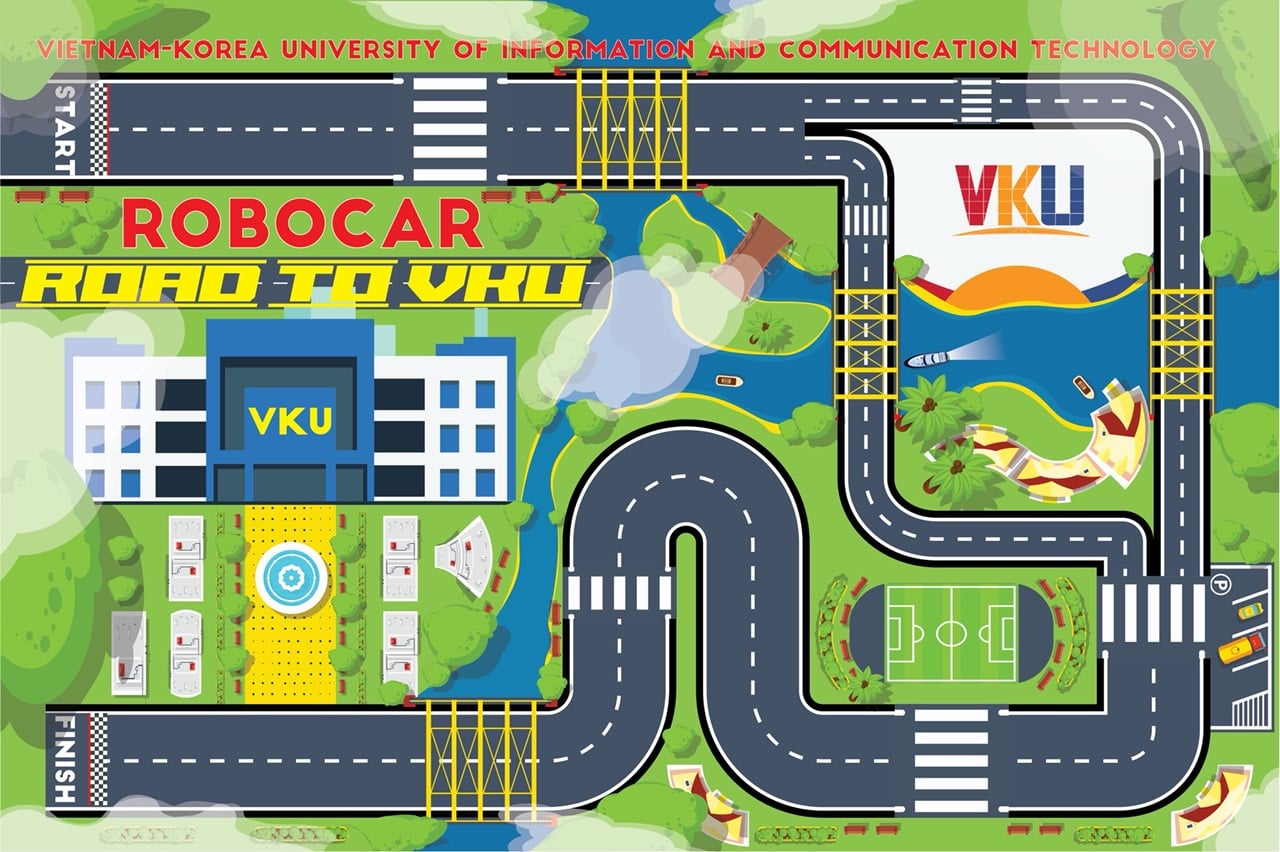 VIETNAM-KOREA UNIVERSITY OF INFORMATION AND COMMUNICATION TECHNOLOGY
START
VKU
ROBOCAR
ROAD TO VKU
VKU
P
FINISH